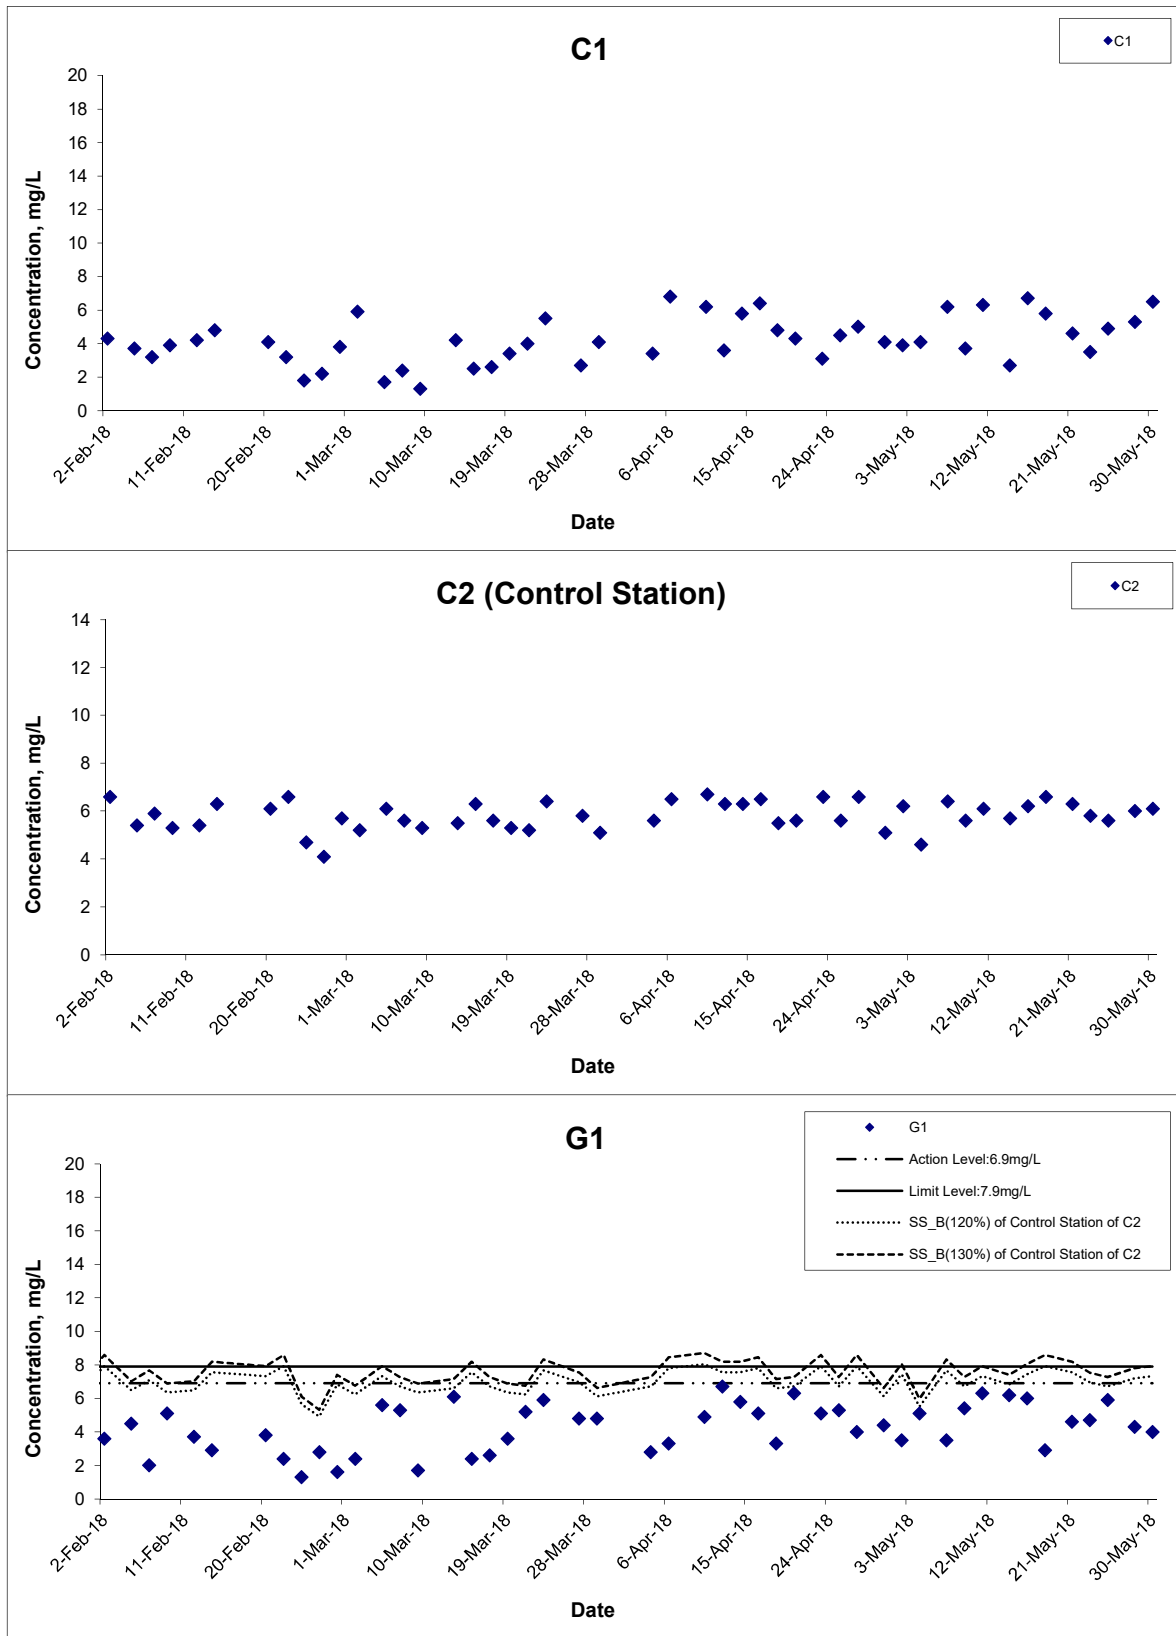 C1
C1
Concentration, mg/L
20
18
16
14
12
10
8
6
4
2
0
2-Feb-18
11-Feb-18
20-Feb-18
1-Mar-18
10-Mar-18
19-Mar-18
28-Mar-18
6-Apr-18
15-Apr-18
24-Apr-18
3-May-18
12-May-18
21-May-18
30-May-18
Date
C2 (Control Station)
C2
Concentration, mg/L
14
12
10
8
6
4
2
0
2-Feb-18
11-Feb-18
20-Feb-18
1-Mar-18
10-Mar-18
19-Mar-18
28-Mar-18
6-Apr-18
15-Apr-18
24-Apr-18
3-May-18
12-May-18
21-May-18
30-May-18
Date
G1
G1
Action Level:6.9mg/L
Limit Level:7.9mg/L
SS_B(120%) of Control Station of C2
SS_B(130%) of Control Station of C2
Concentration, mg/L
20
18
16
14
12
10
8
6
4
2
0
2-Feb-18
11-Feb-18
20-Feb-18
1-Mar-18
10-Mar-18
19-Mar-18
28-Mar-18
6-Apr-18
15-Apr-18
24-Apr-18
3-May-18
12-May-18
21-May-18
30-May-18
Date